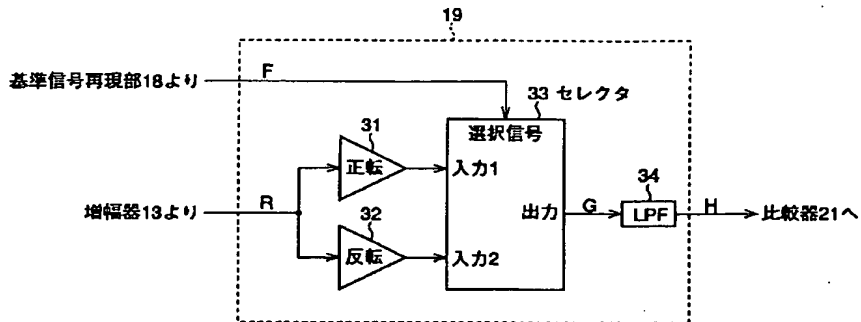 19
基準信号再現部18より
F
33 セレクタ
選択信号
31
正転
入力1
34
増幅器13より
R
出力
G
LPF
H
比較器21へ
32
反転
入力2